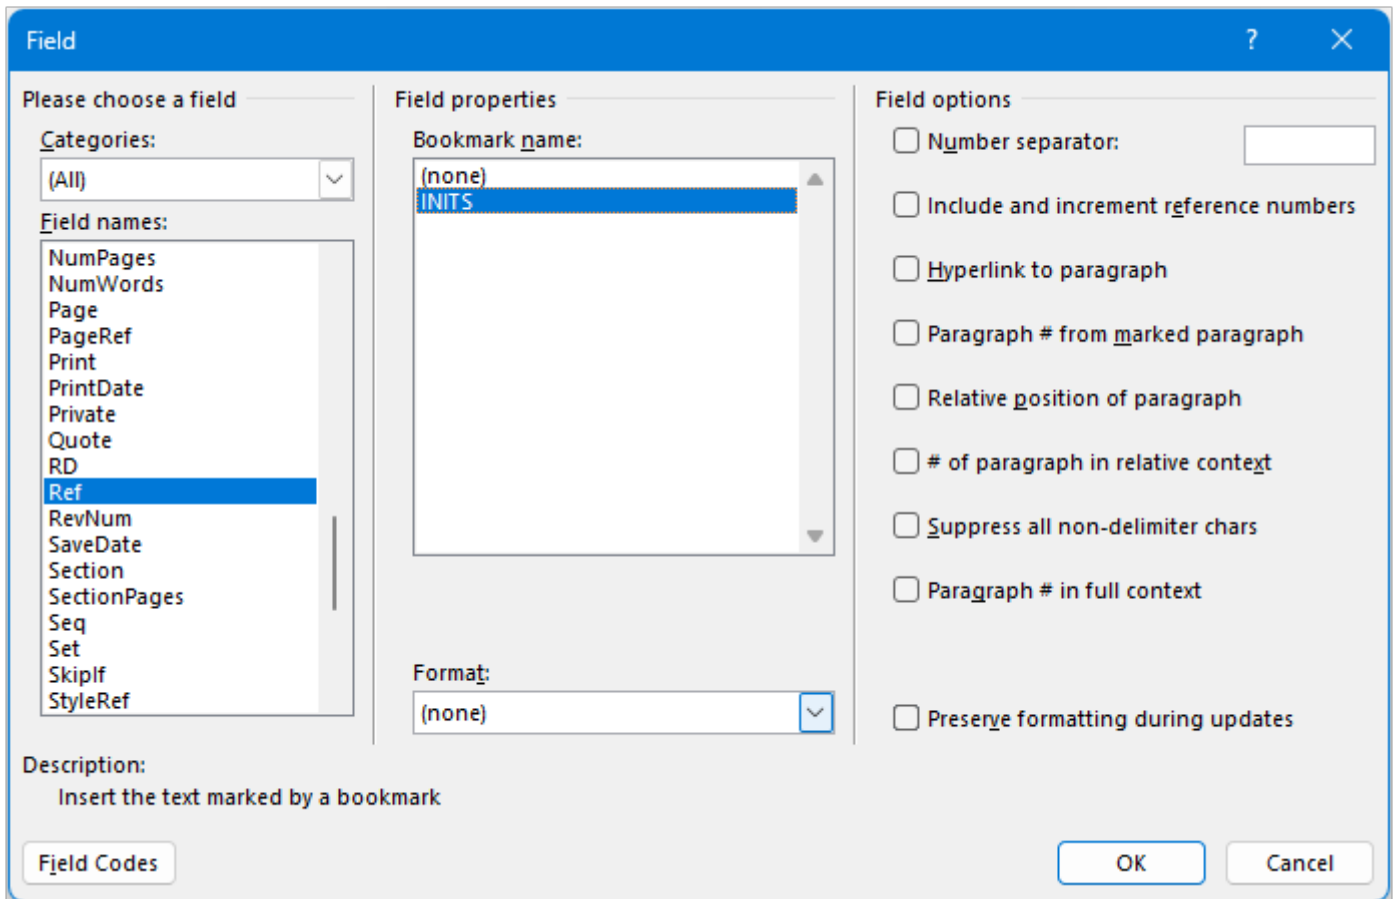 Field
?
Please choose a field
Categories:
(All)
Field names:
NumPages
NumWords
Page
PageRef
Print
PrintDate
Private
Quote
RD
Ref
RevNum
SaveDate
Section
SectionPages
Seq
Set
SkipIf
StyleRef
Field properties
Bookmark name:
(none)
INITS
Format:
(none)
Field options
Number separator:
Include and increment reference numbers
Hyperlink to paragraph
Paragraph # from marked paragraph
Relative position of paragraph
# of paragraph in relative context
Suppress all non-delimiter chars
Paragraph # in full context
Preserve formatting during updates
Description:
Insert the text marked by a bookmark
Field Codes
OK
Cancel